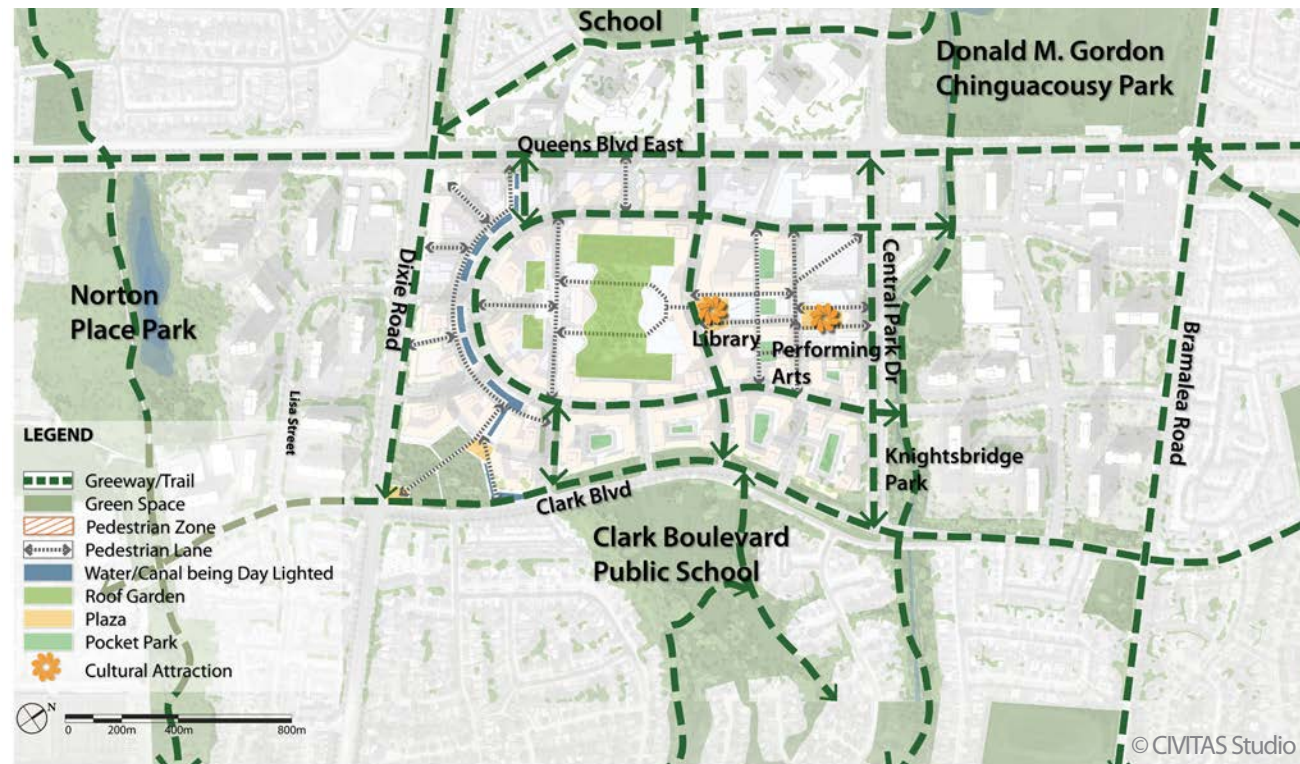 School
Donald M. Gordon
Chinguacousy Park
Queens Blvd East
Norton
Place Park
Dixie Road
Central Park Dr
Bramalea Road
Library
Performing
Arts
Lisa Street
Knightsbridge
Park
Clark Blvd
Clark Boulevard
Public School
LEGEND
Greeway/Trail
Green Space
Pedestrian Zone
Pedestrian Lane
Water/Canal being Day Lighted
Roof Garden
Plaza
Pocket Park
Cultural Attraction
N
0 200m 400m 800m
© CIVITAS Studio